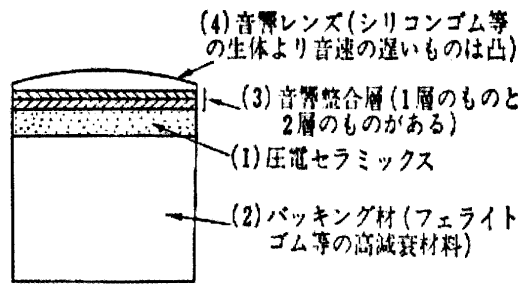 (4)音響レンズ(シリコンゴム等
の生体より音速の遅いものは凸)
(3)音響整合層(1層のものと
2層のものがある)
(1)圧電セラミックス
(2)バッキング材(フェライト
ゴム等の高減衰材料)